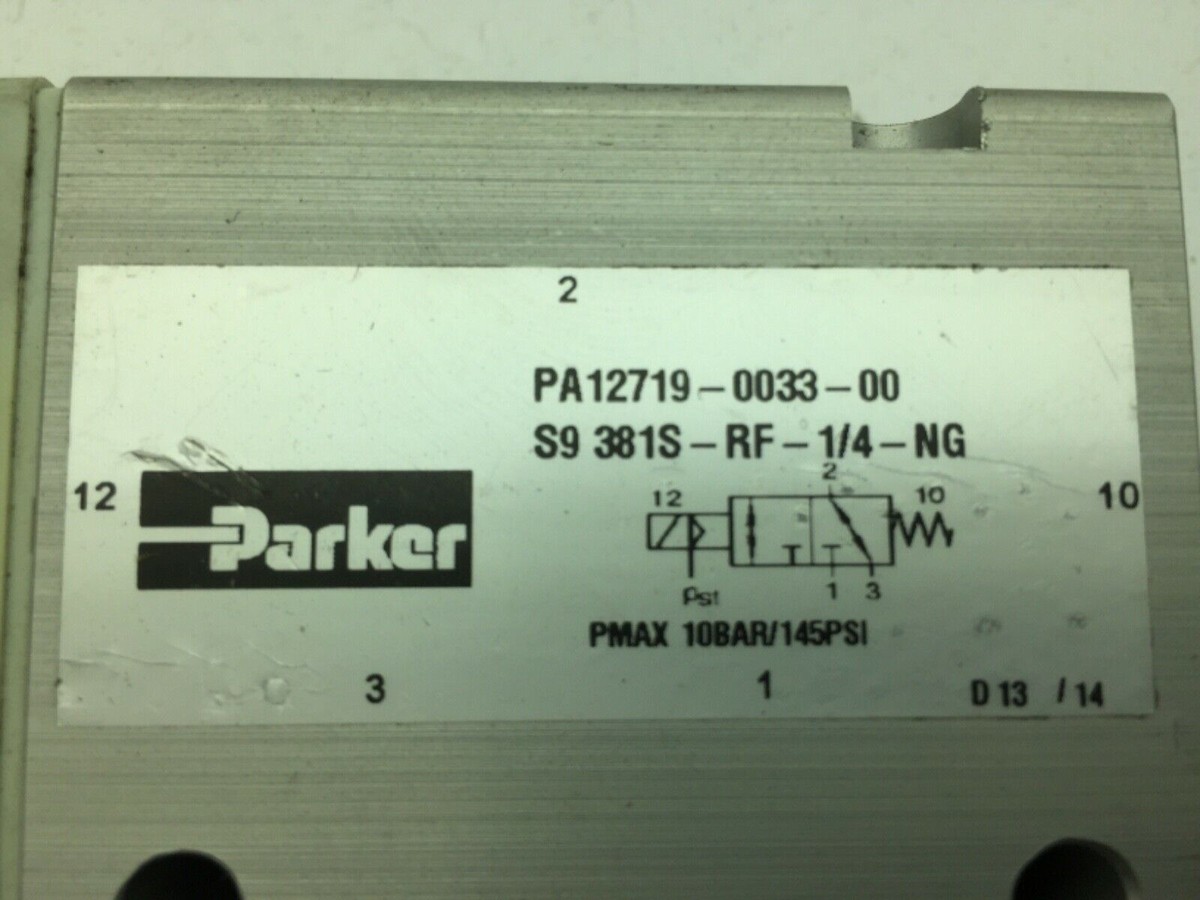 2
PA12719-0033-00
S9 381S-RF-1/4-NG
12
Parker
12
2
10
10
Pst
1
3
PMAX 10BAR/145PSI
3
1
D 13 / 14